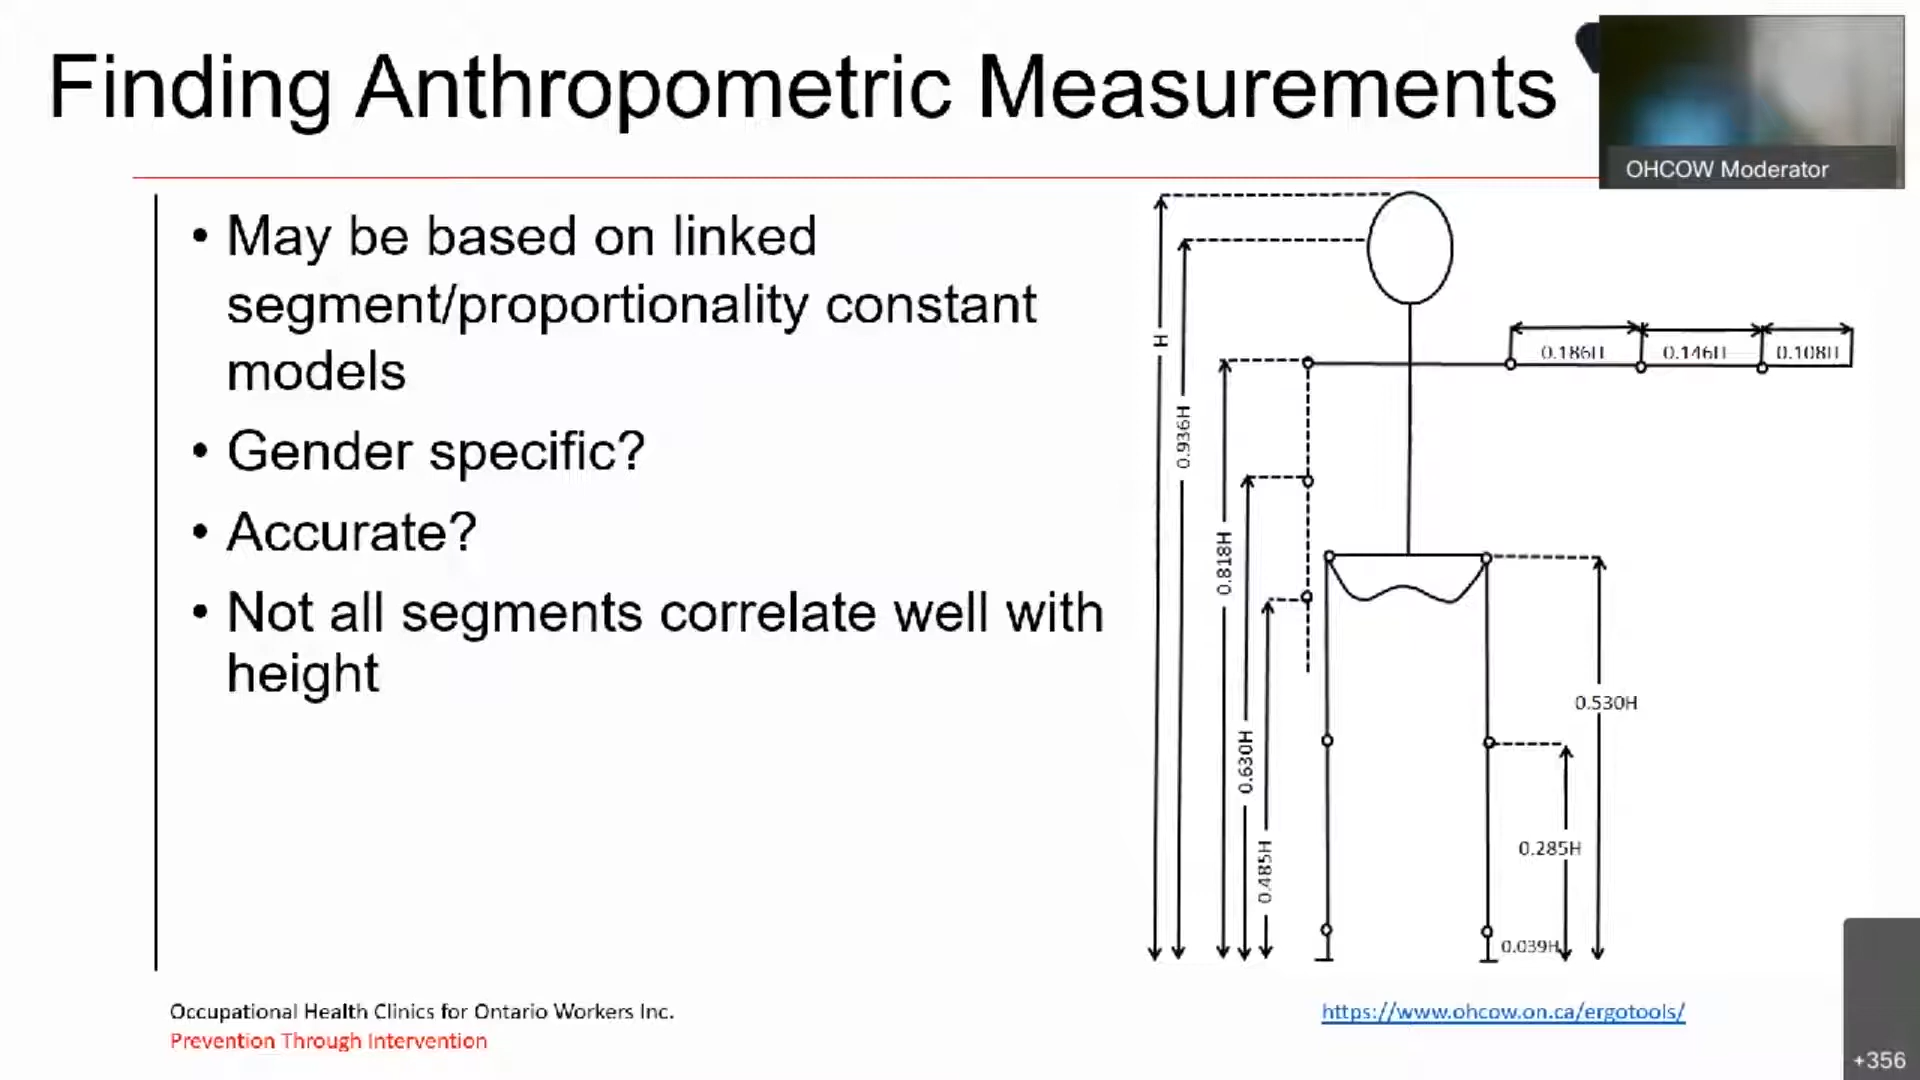 Finding Anthropometric Measurements
OHCOW Moderator
• May be based on linked
segment/proportionality constant
models
• Gender specific?
• Accurate?
• Not all segments correlate well with
height
H
0.936H
0.818H
0.630H
0.485H
0.186H
0.146H
0.108H
0.530H
0.285H
0.039H
Occupational Health Clinics for Ontario Workers Inc.
Prevention Through Intervention
https://www.ohcow.on.ca/ergotools/
+356